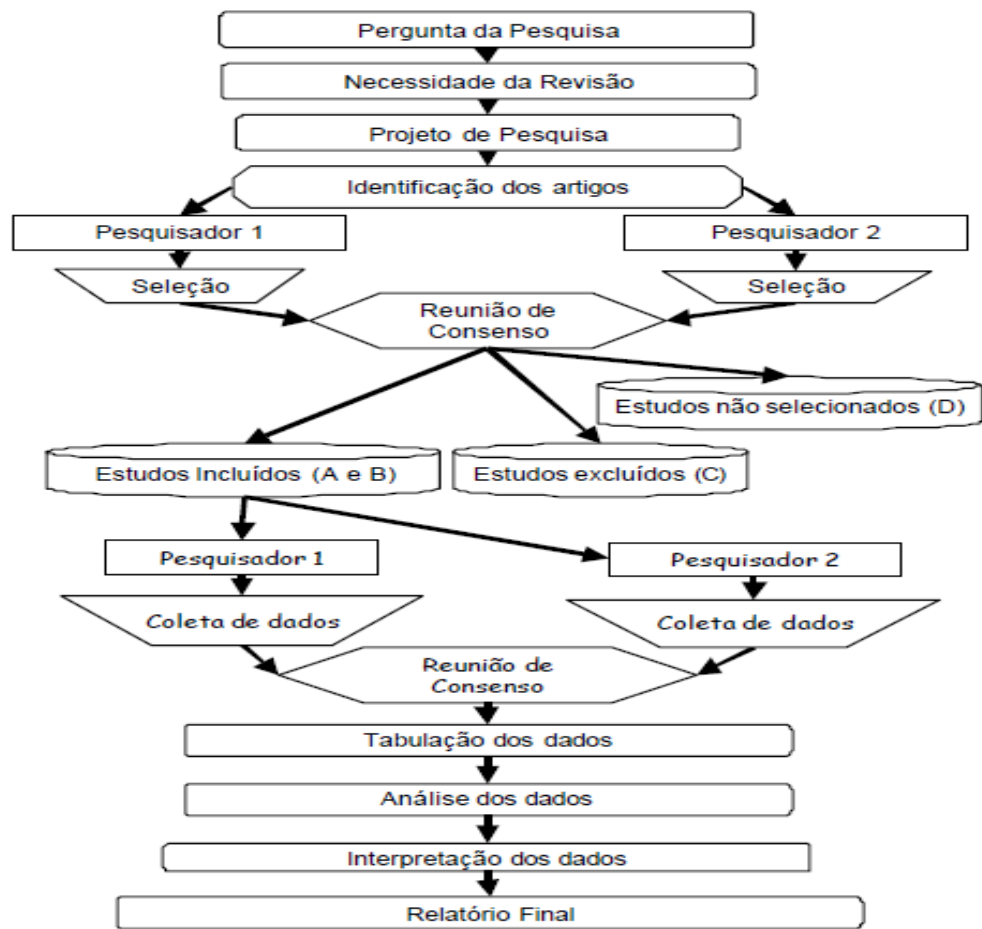 Pergunta da Pesquisa
Necessidade da Revisão
Projeto de Pesquisa
Identificação dos artigos
Pesquisador 1
Pesquisador 2
Seleção
Seleção
Reunião de
Consenso
Estudos não selecionados (D)
Estudos Incluídos (A e B)
Estudos excluídos (C)
Pesquisador 1
Pesquisador 2
Coleta de dados
Coleta de dados
Reunião de
Consenso
Tabulação dos dados
Análise dos dados
Interpretação dos dados
Relatório Final